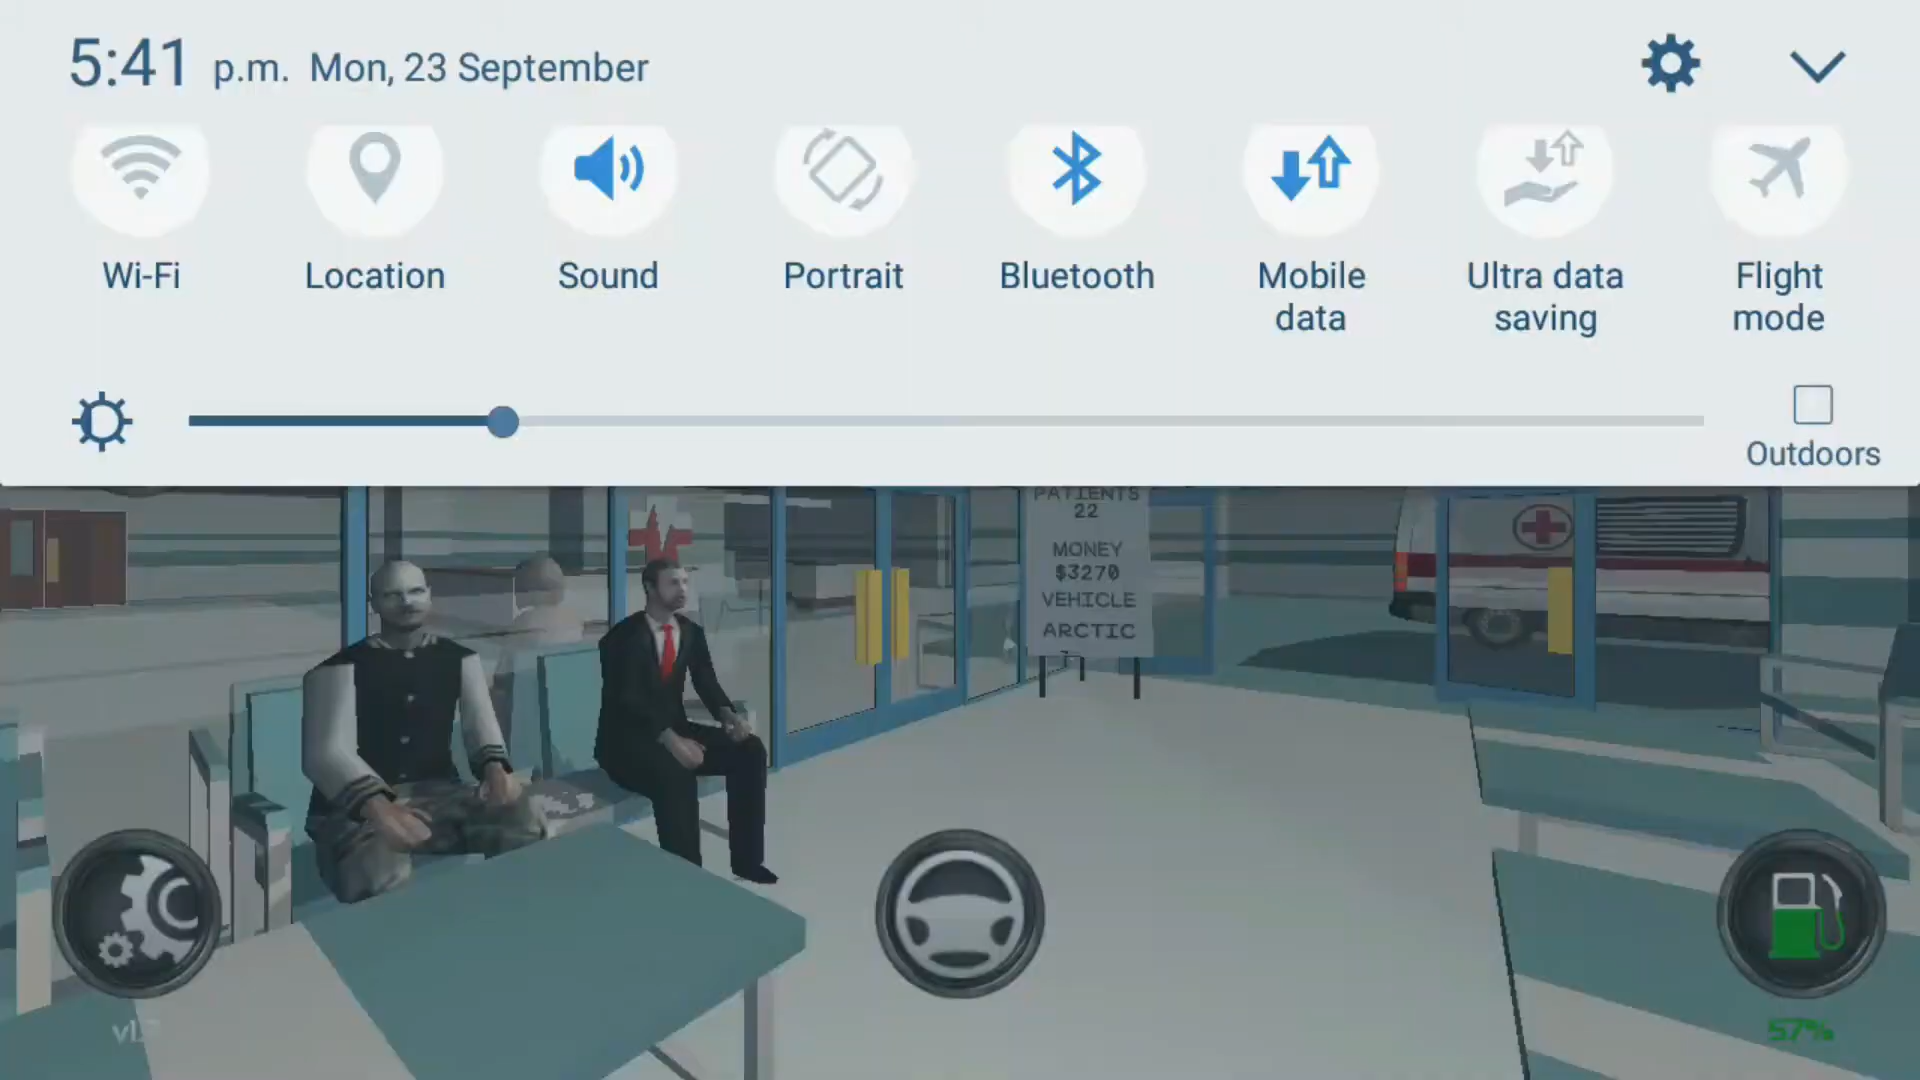 5:41 p.m. Mon, 23 September
Wi-Fi
Location
Sound
Portrait
Bluetooth
Mobile data
Ultra data saving
Flight mode
Outdoors
PATIENTS
22
MONEY
$3270
VEHICLE
ARCTIC
57%